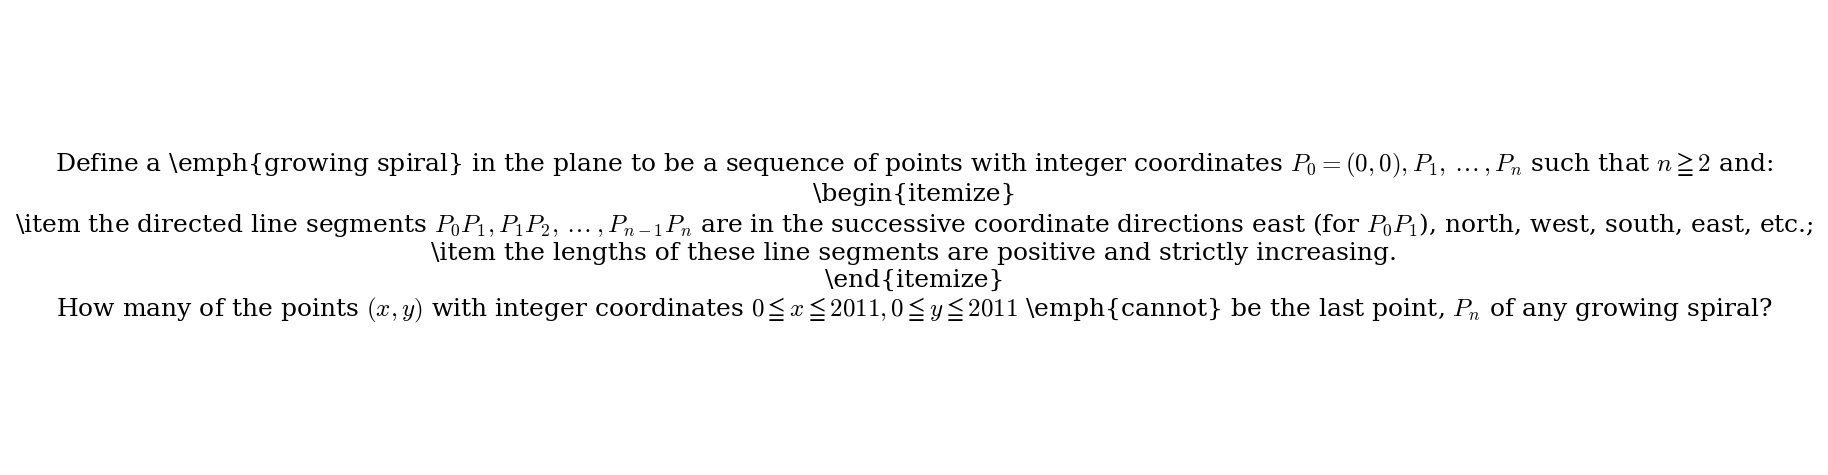 Define a \emph{growing spiral} in the plane to be a sequence of points with integer coordinates $P_0 = (0,0), P_1, \ldots, P_n$ such that $n \geqq 2$ and:
\begin{itemize}
\item the directed line segments $P_0P_1, P_1P_2, \ldots, P_{n-1}P_n$ are in the successive coordinate directions east (for $P_0P_1$), north, west, south, east, etc.;
\item the lengths of these line segments are positive and strictly increasing.
\end{itemize}
How many of the points $(x, y)$ with integer coordinates $0 \leqq x \leqq 2011, 0 \leqq y \leqq 2011$ \emph{cannot} be the last point, $P_n$ of any growing spiral?